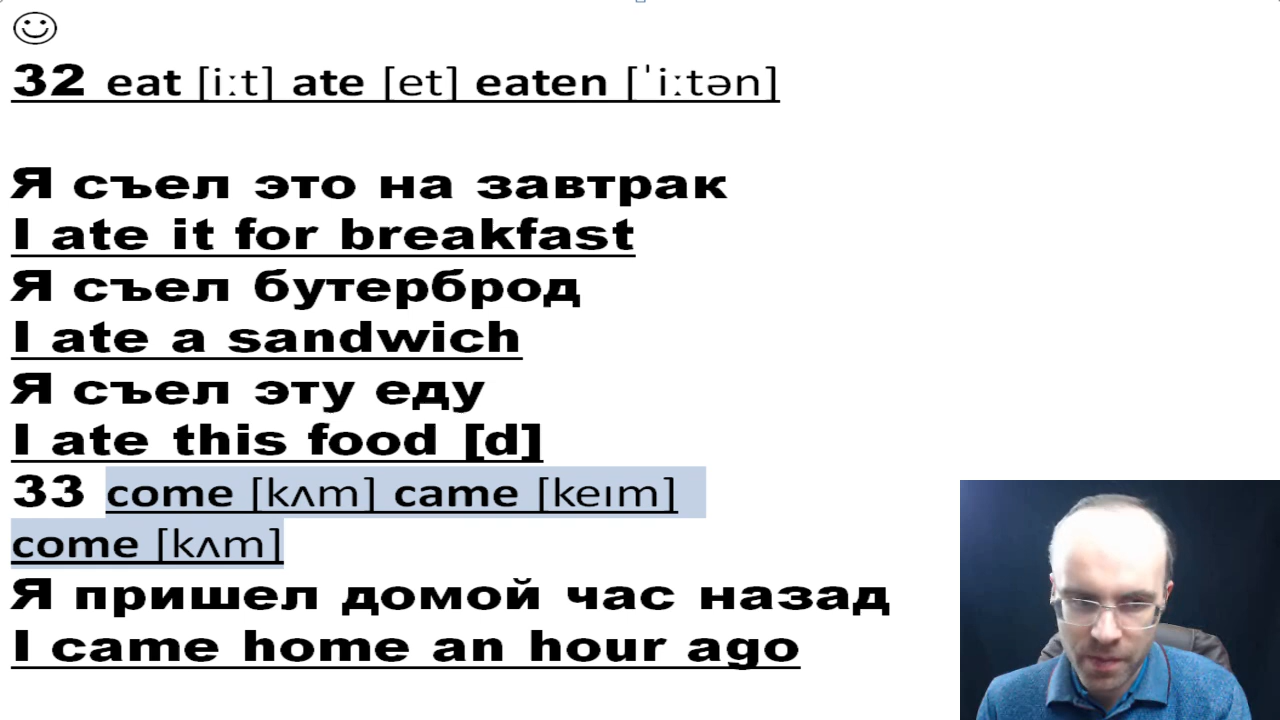 32 eat [iːt] ate [et] eaten [ˈiːtən]
Я съел это на завтрак
I ate it for breakfast
Я съел бутерброд
I ate a sandwich
Я съел эту еду
I ate this food [d]
33 come [kʌm] came [keɪm]
come [kʌm]
Я пришел домой час назад
I came home an hour ago